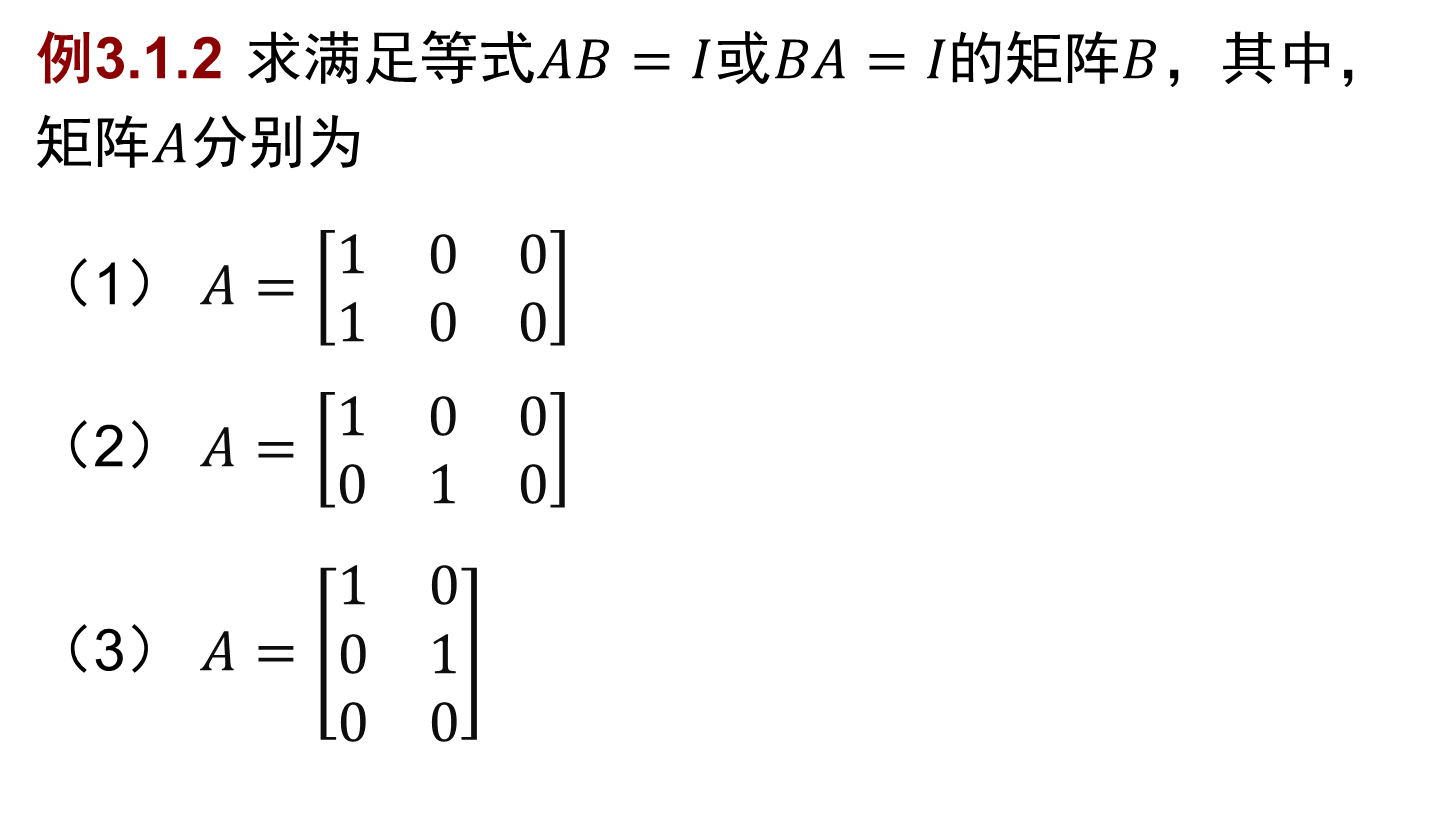 例3.1.2 求满足等式AB = I或BA = I的矩阵B，其中，
矩阵A分别为
（1） A = [1 0 0
1 0 0]
（2） A = [1 0 0
0 1 0]
（3） A = [1 0
0 1
0 0]